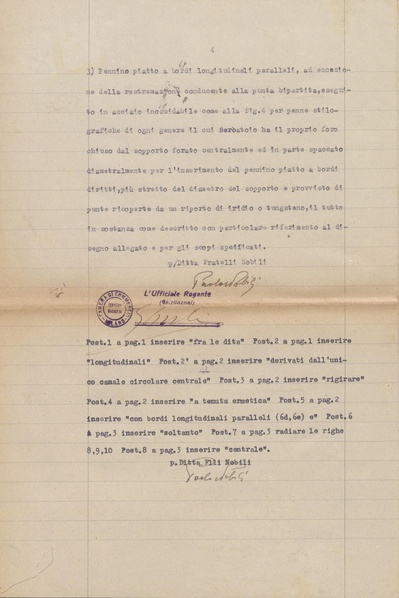 4
3) Pennino piatto a bordi longitudinali paralleli, ad eccezio-
ne della rastremazione conducente alla punta bipartita, esegui-
to in acciaio inossidabile come alla fig.4 per penne stilo-
grafiche di ogni genere il cui Serbatoio ha il proprio foro
chiuso dal supporto forato centralmente ed in parte spaccato
diametralmente per l'inserimento del pennino piatto a bordi
diritti, più stretto del diametro del supporto e provvisto di
punte ricoperte da un riporto di iridio o tungsteno, il tutto
in sostanza come descritto con particolare riferimento al di-
segno allegato e per gli scopi specificati.
p/Ditta Fratelli Nobili
Paolo Nobili
L'Ufficiale Rogante
Post.1 a pag.1 inserire "fra le dita" Post.2 a pag.1 inserire
"longitudinali" Post.2' a pag.2 inserire "derivati dall'uni-
co canale circolare centrale" Post.3 a pag.2 inserire "rigirare"
Post.4 a pag.2 inserire "a tenuta ermetica" Post.5 a pag.2
inserire "con bordi longitudinali paralleli (6d,6e) e" Post.6
a pag.3 inserire "soltanto" Post.7 a pag.3 radiare le righe
8,9,10 Post.8 a pag.3 inserire "centrale".
p.Ditta Flli Nobili
Paolo Nobili